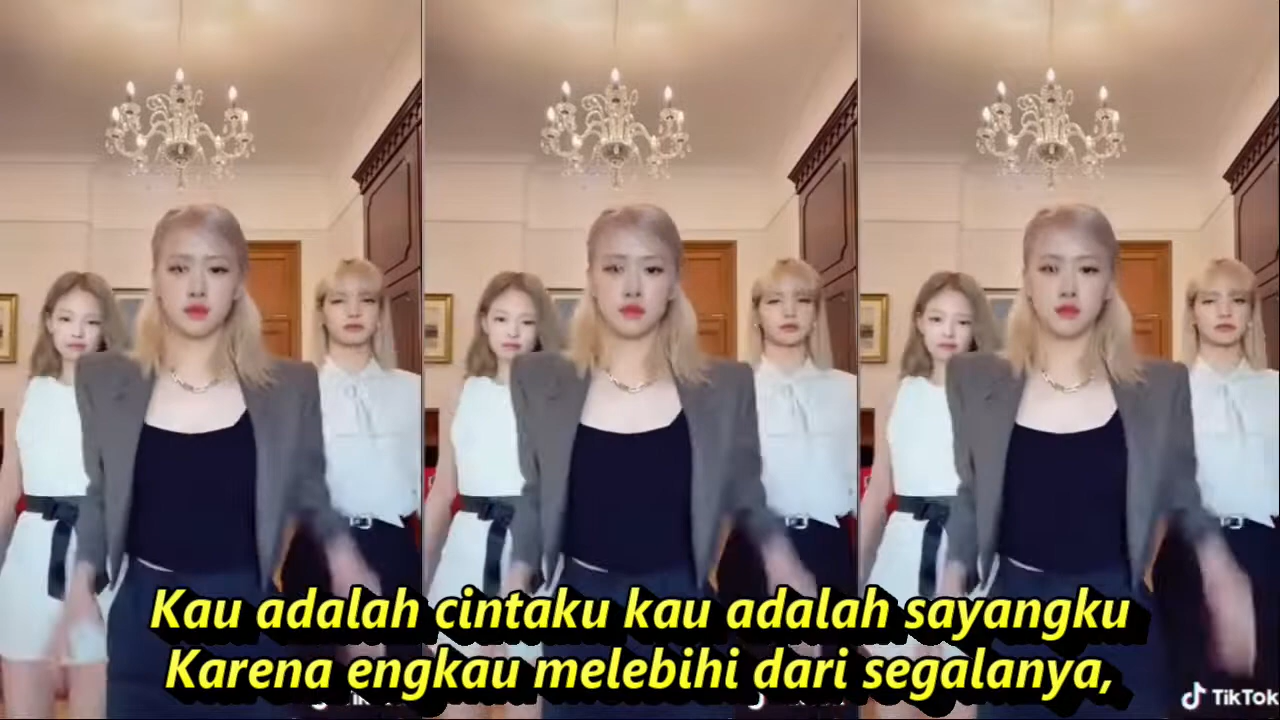 Kau adalah cintaku kau adalah sayangku
Karena engkau melebihi dari segalanya,
TikTok